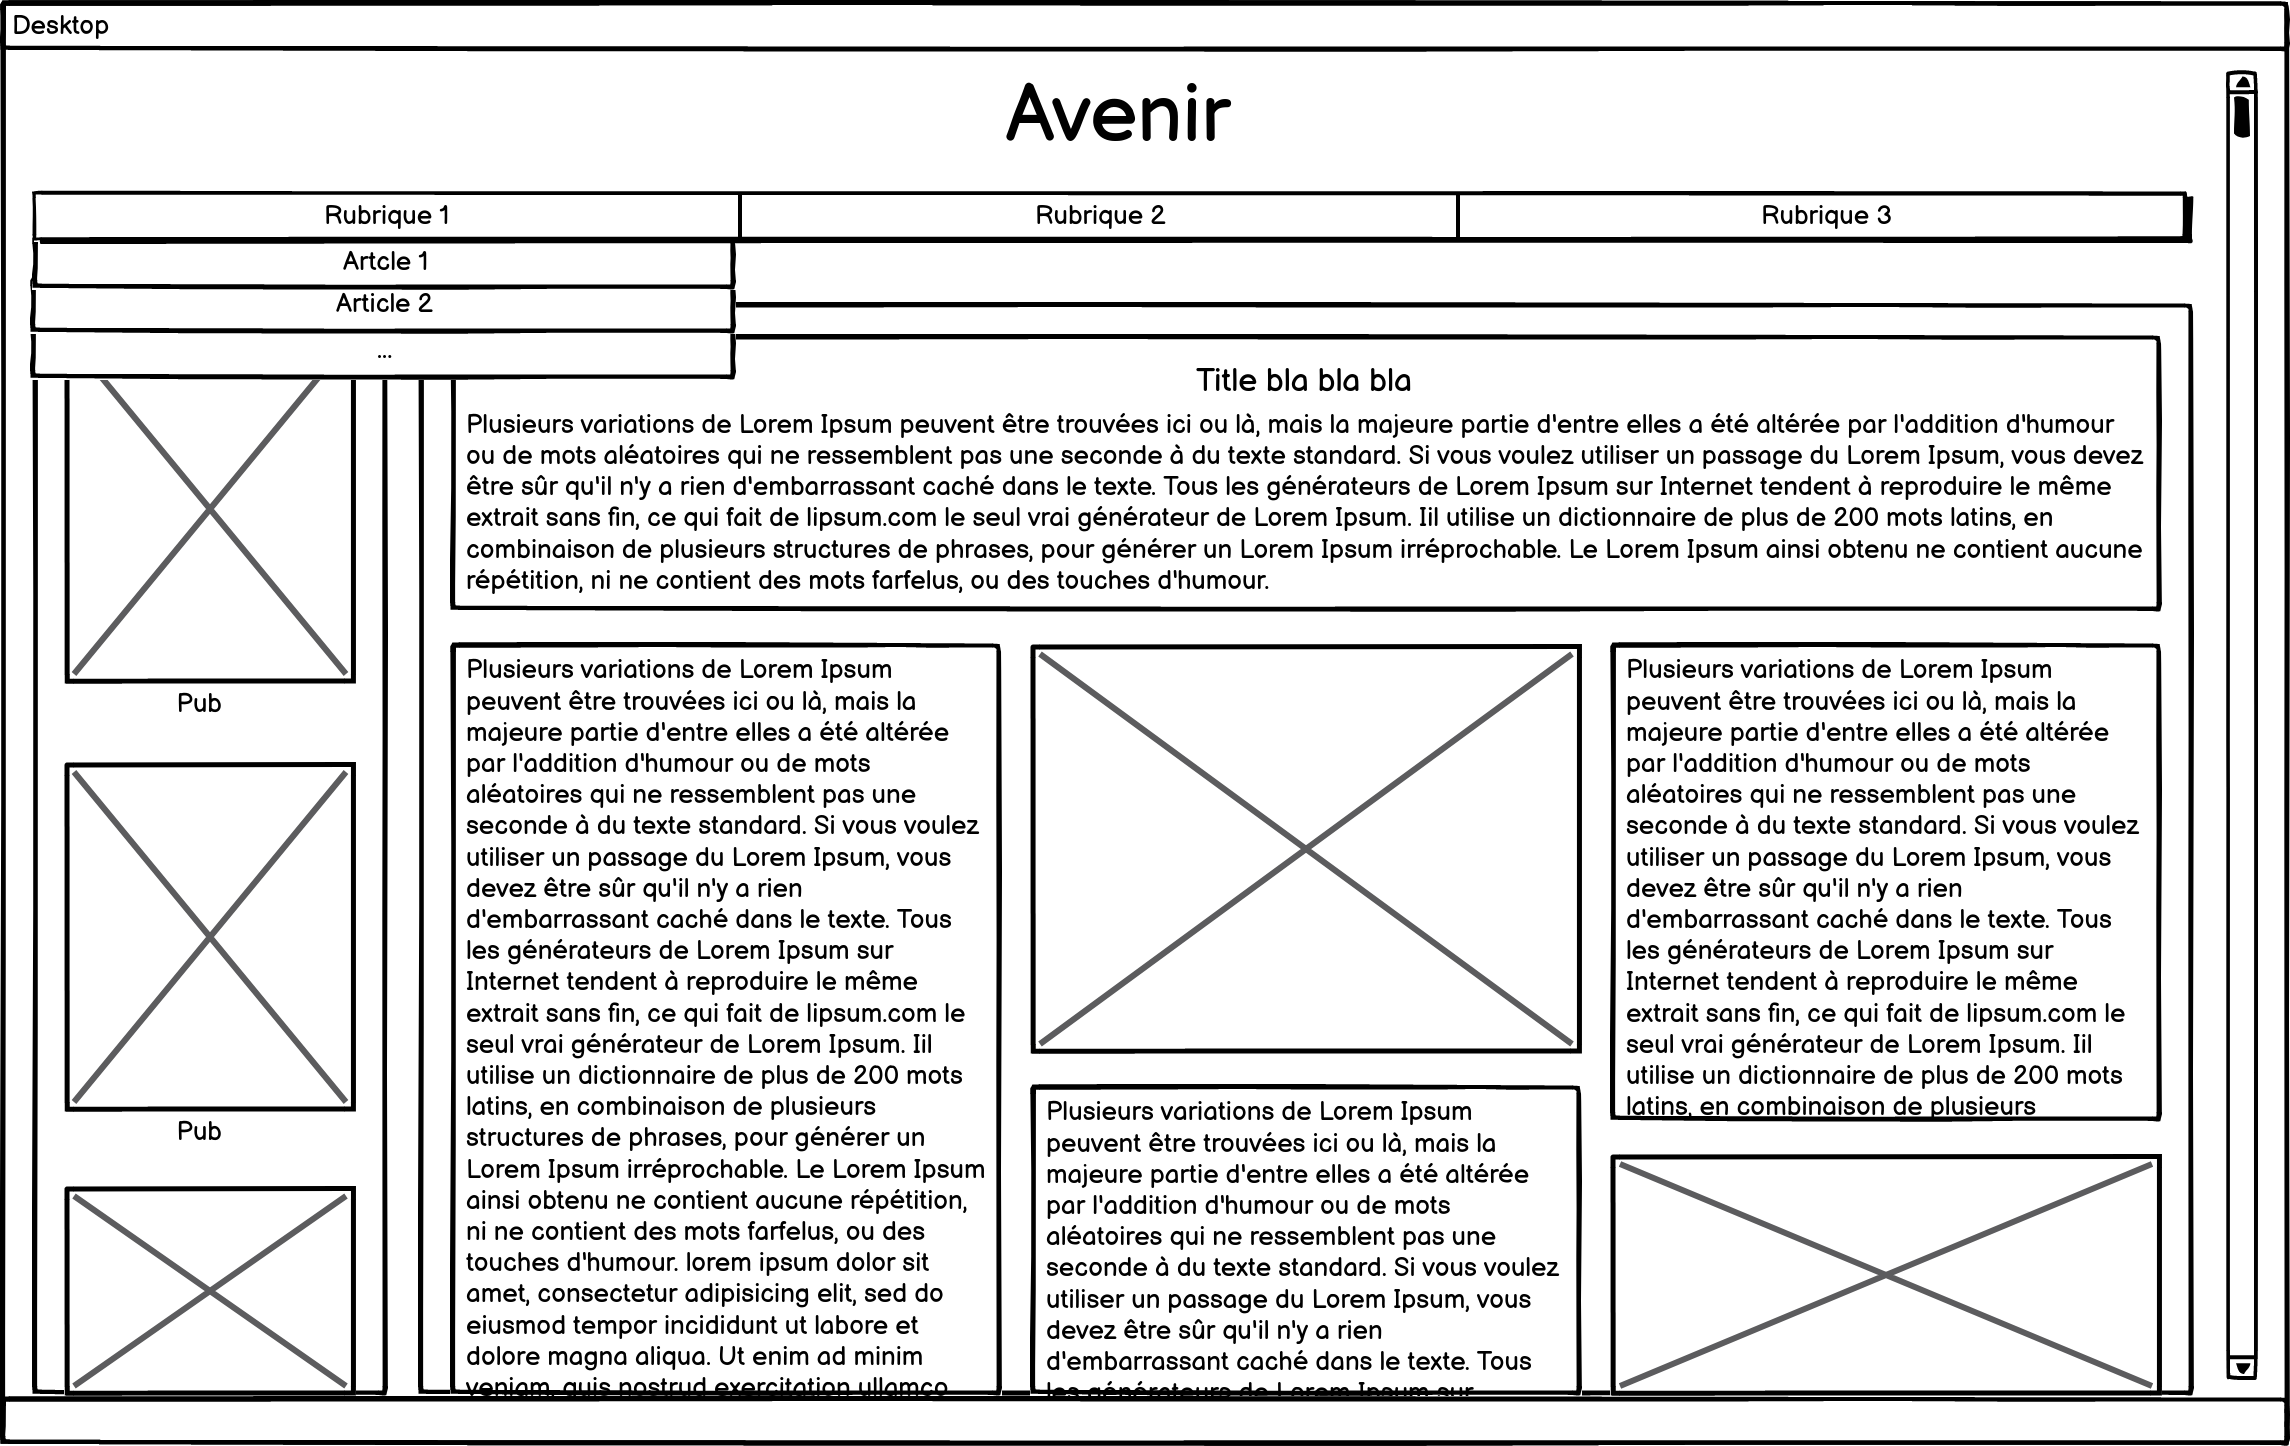 Desktop
Avenir
Rubrique 1
Rubrique 2
Rubrique 3
Artcle 1
Article 2
...
Pub
Pub
Title bla bla bla
Plusieurs variations de Lorem Ipsum peuvent être trouvées ici ou là, mais la majeure partie d'entre elles a été altérée par l'addition d'humour
ou de mots aléatoires qui ne ressemblent pas une seconde à du texte standard. Si vous voulez utiliser un passage du Lorem Ipsum, vous devez
être sûr qu'il n'y a rien d'embarrassant caché dans le texte. Tous les générateurs de Lorem Ipsum sur Internet tendent à reproduire le même
extrait sans fin, ce qui fait de lipsum.com le seul vrai générateur de Lorem Ipsum. Iil utilise un dictionnaire de plus de 200 mots latins, en
combinaison de plusieurs structures de phrases, pour générer un Lorem Ipsum irréprochable. Le Lorem Ipsum ainsi obtenu ne contient aucune
répétition, ni ne contient des mots farfelus, ou des touches d'humour.
Plusieurs variations de Lorem Ipsum
peuvent être trouvées ici ou là, mais la
majeure partie d'entre elles a été altérée
par l'addition d'humour ou de mots
aléatoires qui ne ressemblent pas une
seconde à du texte standard. Si vous voulez
utiliser un passage du Lorem Ipsum, vous
devez être sûr qu'il n'y a rien
d'embarrassant caché dans le texte. Tous
les générateurs de Lorem Ipsum sur
Internet tendent à reproduire le même
extrait sans fin, ce qui fait de lipsum.com le
seul vrai générateur de Lorem Ipsum. Iil
utilise un dictionnaire de plus de 200 mots
latins, en combinaison de plusieurs
structures de phrases, pour générer un
Lorem Ipsum irréprochable. Le Lorem Ipsum
ainsi obtenu ne contient aucune répétition,
ni ne contient des mots farfelus, ou des
touches d'humour. lorem ipsum dolor sit
amet, consectetur adipisicing elit, sed do
eiusmod tempor incididunt ut labore et
dolore magna aliqua. Ut enim ad minim
veniam, quis nostrud exercitation ullamco
Plusieurs variations de Lorem Ipsum
peuvent être trouvées ici ou là, mais la
majeure partie d'entre elles a été altérée
par l'addition d'humour ou de mots
aléatoires qui ne ressemblent pas une
seconde à du texte standard. Si vous voulez
utiliser un passage du Lorem Ipsum, vous
devez être sûr qu'il n'y a rien
d'embarrassant caché dans le texte. Tous
les générateurs de Lorem Ipsum sur
Plusieurs variations de Lorem Ipsum
peuvent être trouvées ici ou là, mais la
majeure partie d'entre elles a été altérée
par l'addition d'humour ou de mots
aléatoires qui ne ressemblent pas une
seconde à du texte standard. Si vous voulez
utiliser un passage du Lorem Ipsum, vous
devez être sûr qu'il n'y a rien
d'embarrassant caché dans le texte. Tous
les générateurs de Lorem Ipsum sur
Internet tendent à reproduire le même
extrait sans fin, ce qui fait de lipsum.com le
seul vrai générateur de Lorem Ipsum. Iil
utilise un dictionnaire de plus de 200 mots
latins, en combinaison de plusieurs